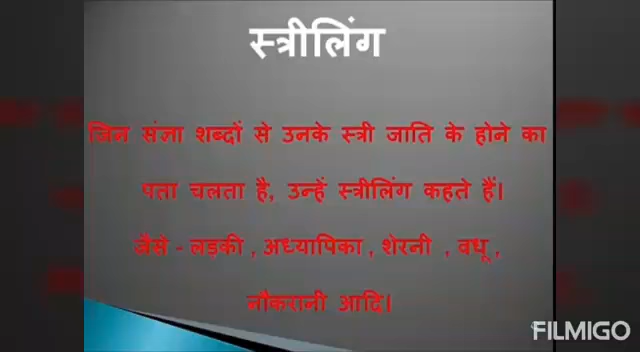 स्त्रीलिंग
जिन संज्ञा शब्दों से उनके स्त्री जाति के होने का
पता चलता है, उन्हें स्त्रीलिंग कहते हैं।
जैसे - लड़की , अध्यापिका , शेरनी , वधू ,
नौकरानी आदि।
FILMIGO